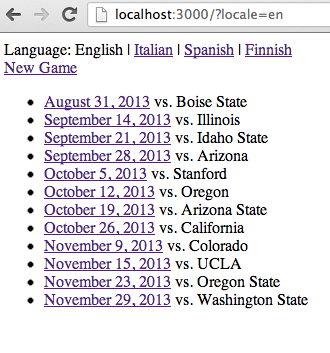 localhost:3000/?locale=en
Language: English | Italian | Spanish | Finnish
New Game
August 31, 2013 vs. Boise State
September 14, 2013 vs. Illinois
September 21, 2013 vs. Idaho State
September 28, 2013 vs. Arizona
October 5, 2013 vs. Stanford
October 12, 2013 vs. Oregon
October 19, 2013 vs. Arizona State
October 26, 2013 vs. California
November 9, 2013 vs. Colorado
November 15, 2013 vs. UCLA
November 23, 2013 vs. Oregon State
November 29, 2013 vs. Washington State